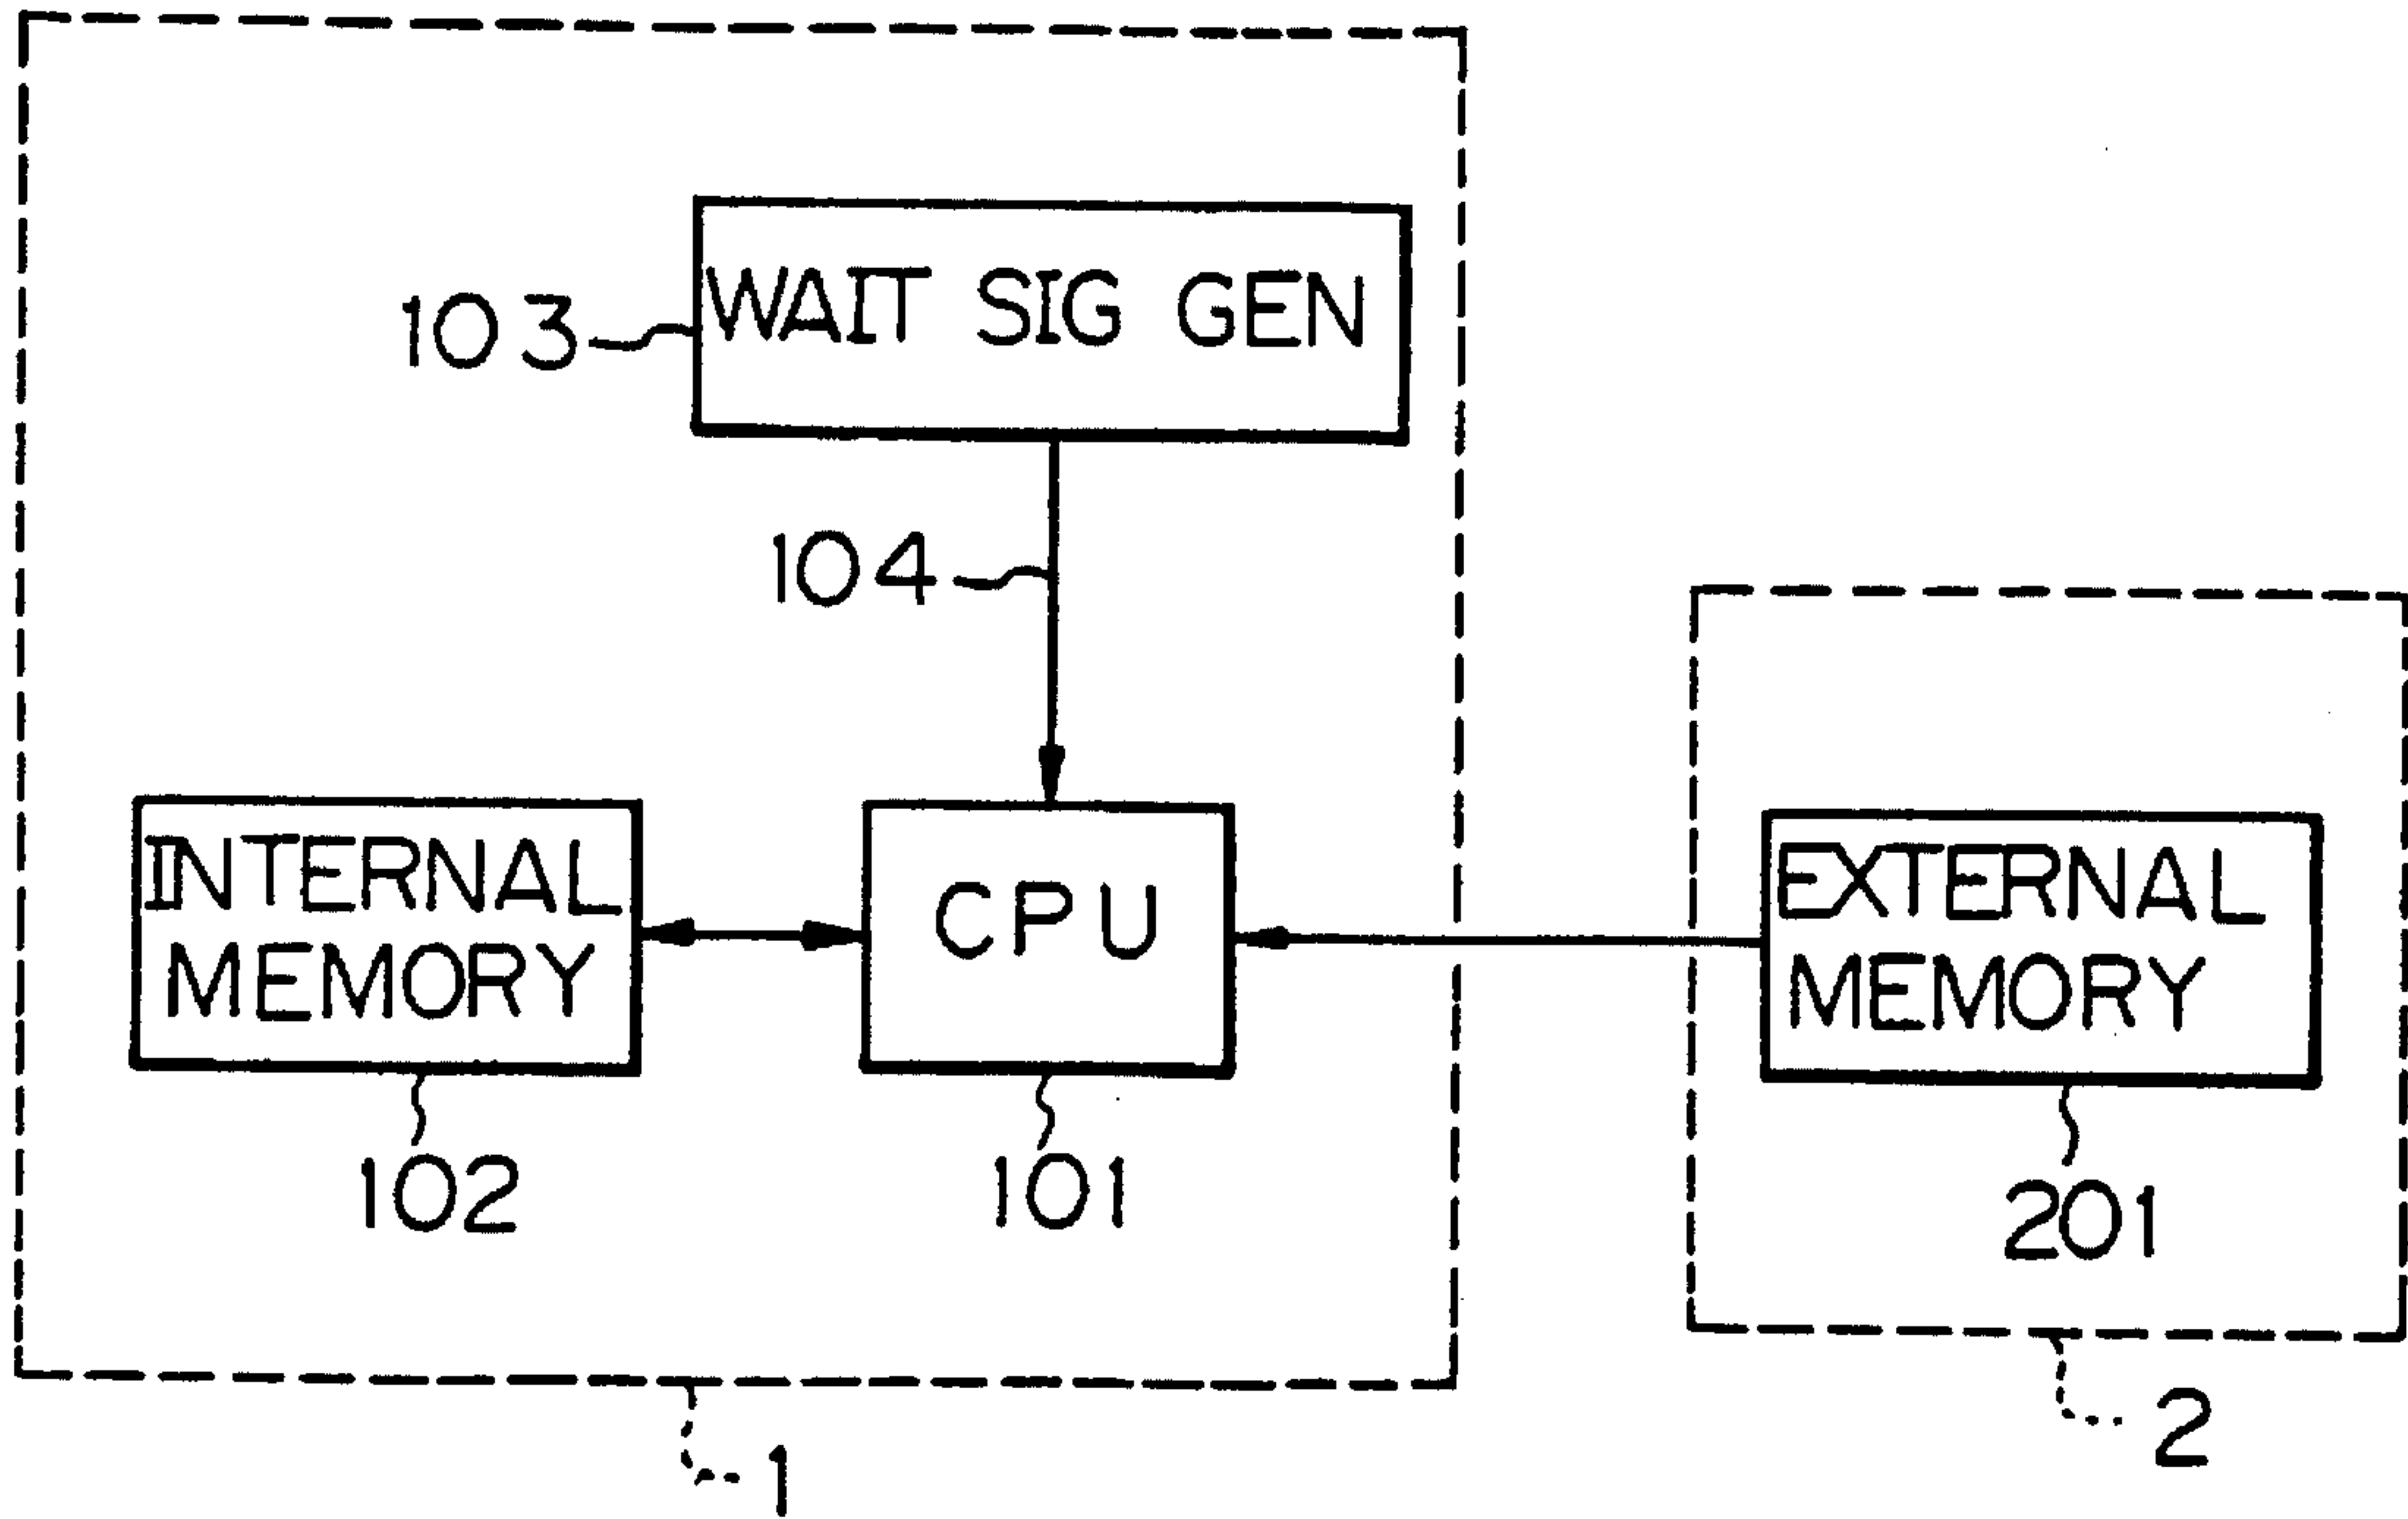 WAIT SIG GEN
103
104
INTERNAL
MEMORY
CPU
EXTERNAL
MEMORY
102
101
201
1
2